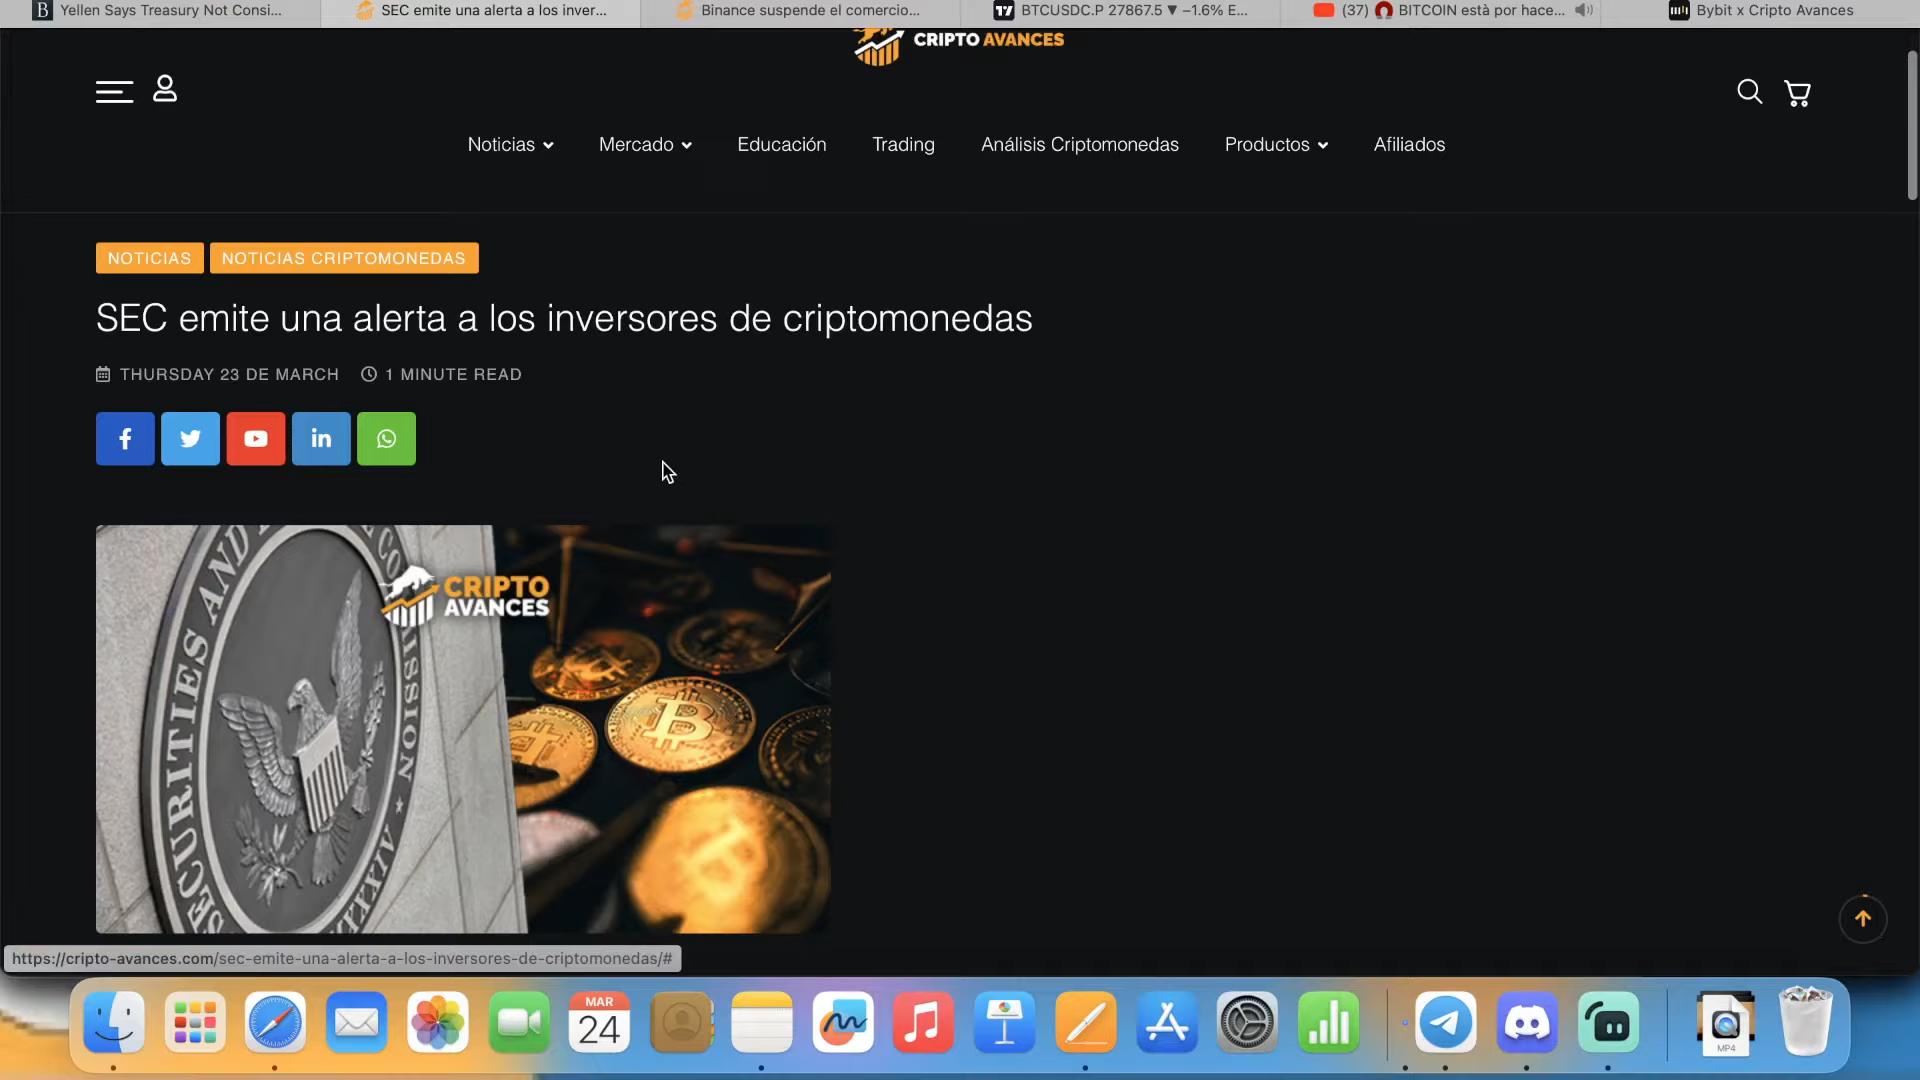 B Yellen Says Treasury Not Consi...
SEC emite una alerta a los inver...
Binance suspende el comercio...
BTCUSDC.P 27867.5 ▼ −1.6% E...
(37) BITCOIN està por hace...
Bybit x Cripto Avances
CRIPTO AVANCES
Noticias
Mercado
Educación
Trading
Análisis Criptomonedas
Productos
Afiliados
NOTICIAS
NOTICIAS CRIPTOMONEDAS
SEC emite una alerta a los inversores de criptomonedas
THURSDAY 23 DE MARCH
1 MINUTE READ
CRIPTO
AVANCES
SECURITIES AND
COMMISSION
https://cripto-avances.com/sec-emite-una-alerta-a-los-inversores-de-criptomonedas/#
MAR
24
MP4